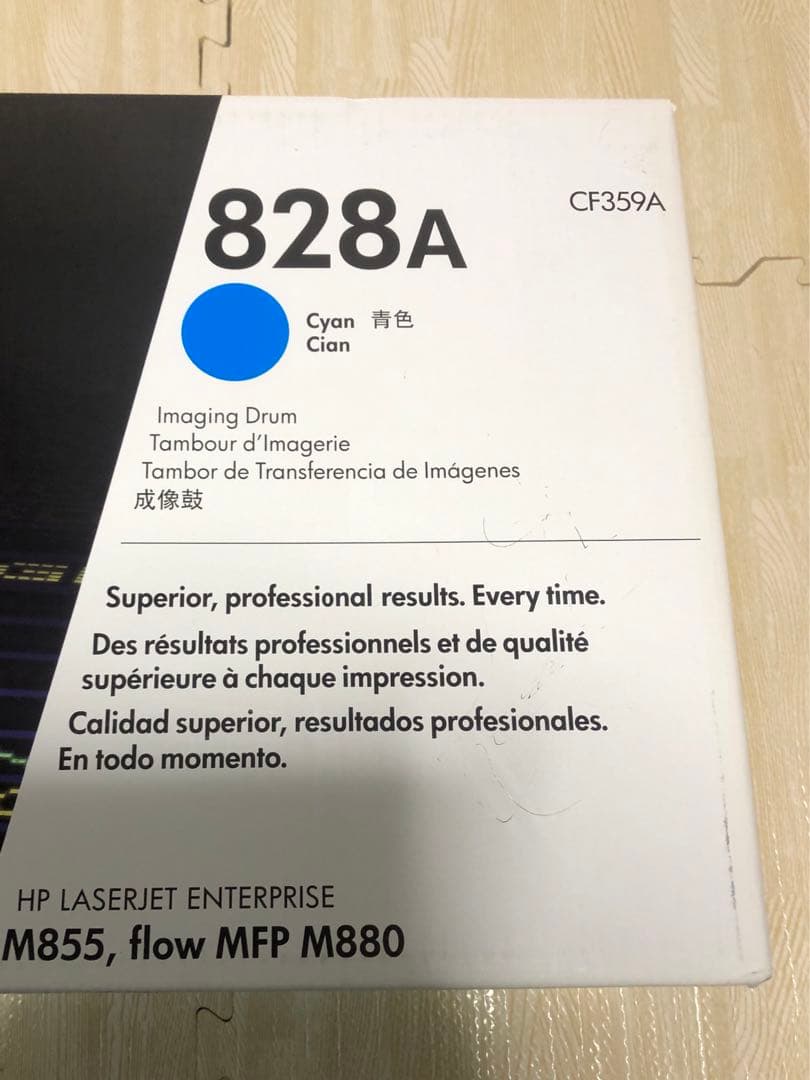 828A
CF359A
Cyan 青色
Cian
Imaging Drum
Tambour d'Imagerie
Tambor de Transferencia de Imágenes
成像鼓
Superior, professional results. Every time.
Des résultats professionnels et de qualité
supérieure à chaque impression.
Calidad superior, resultados profesionales.
En todo momento.
HP LASERJET ENTERPRISE
M855, flow MFP M880